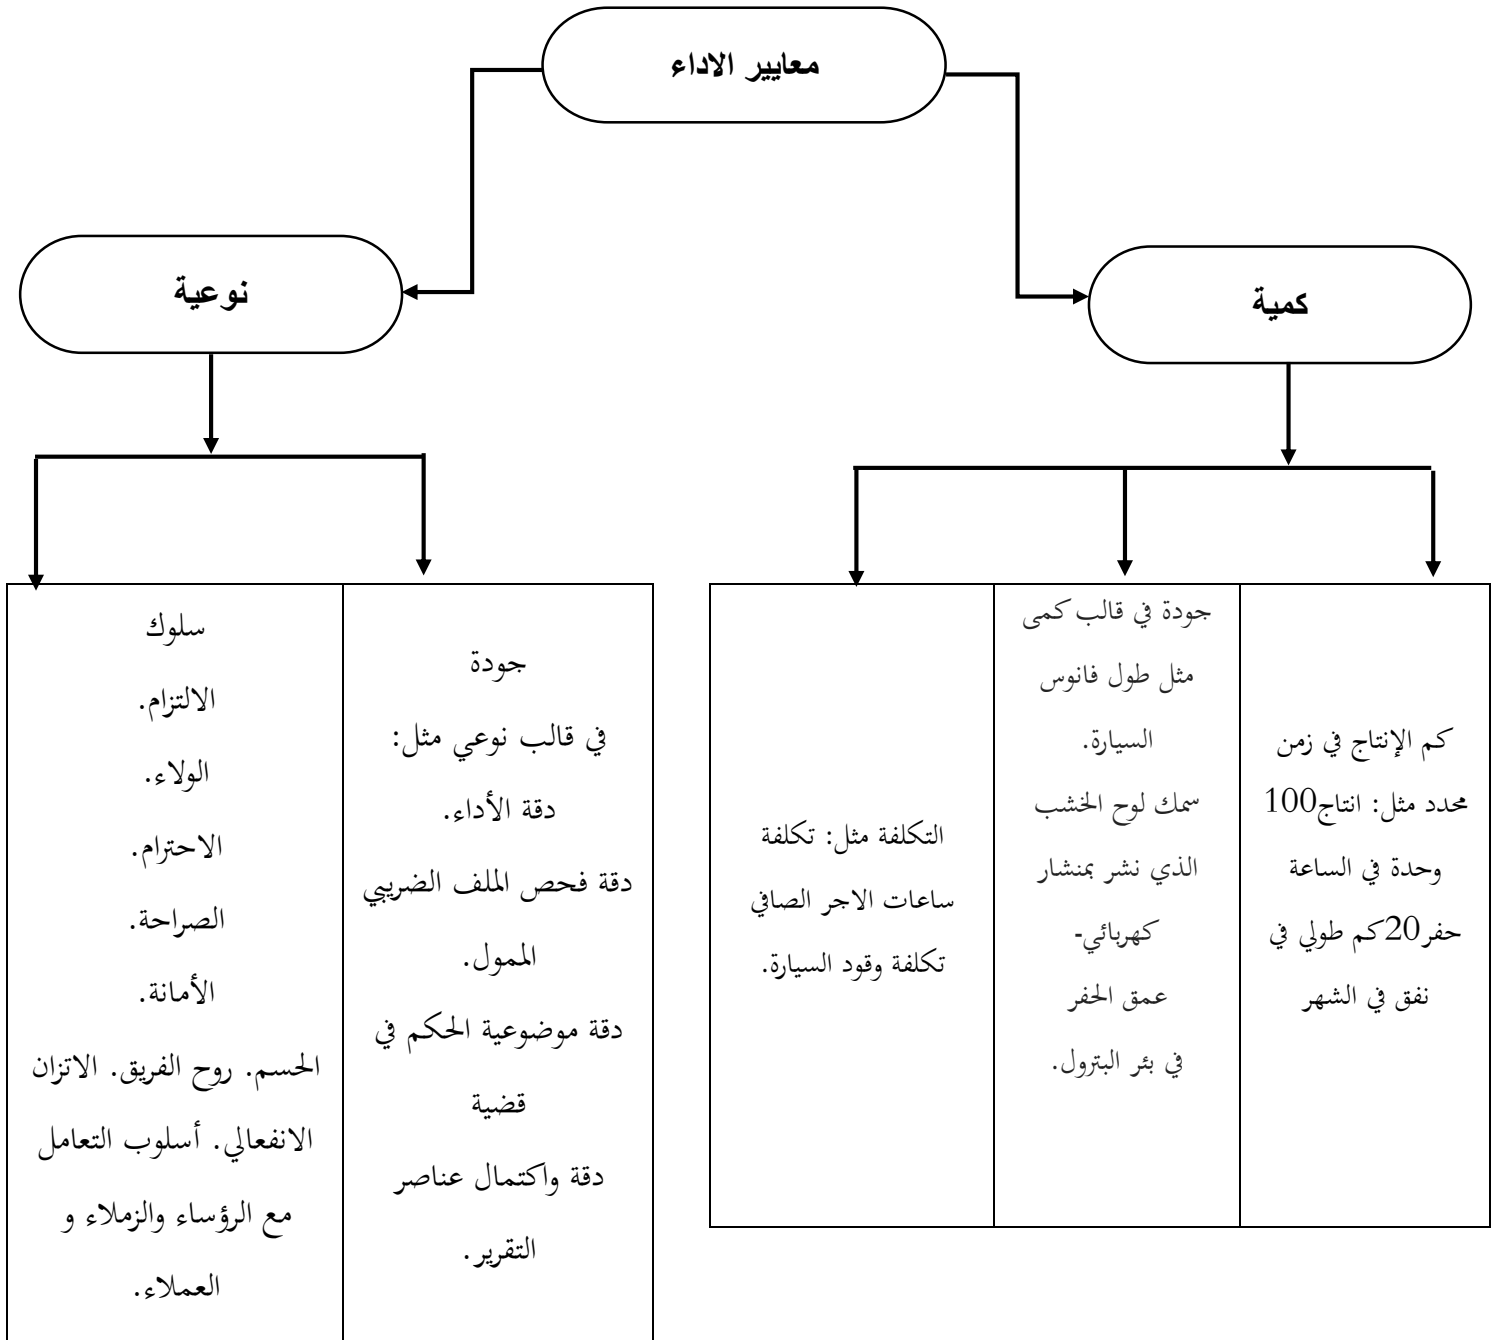 معايير الاداء
كمية
نوعية
كم الإنتاج في زمن
محدد مثل: انتاج100
وحدة في الساعة
حفر20كم طولي في
نفق في الشهر
جودة في قالب كمى
مثل طول فانوس
السيارة.
سمك لوح الخشب
الذي نشر بمنشار
كهربائي-
عمق الحفر
في بئر البترول.
التكلفة مثل: تكلفة
ساعات الاجر الصافي
تكلفة وقود السيارة.
جودة
في قالب نوعي مثل:
دقة الأداء.
دقة فحص الملف الضريبي
الممول.
دقة موضوعية الحكم في
قضية
دقة واكتمال عناصر
التقرير.
سلوك
الالتزام.
الولاء.
الاحترام.
الصراحة.
الأمانة.
الحسم. روح الفريق. الاتزان
الانفعالي. أسلوب التعامل
مع الرؤساء والزملاء و
العملاء.